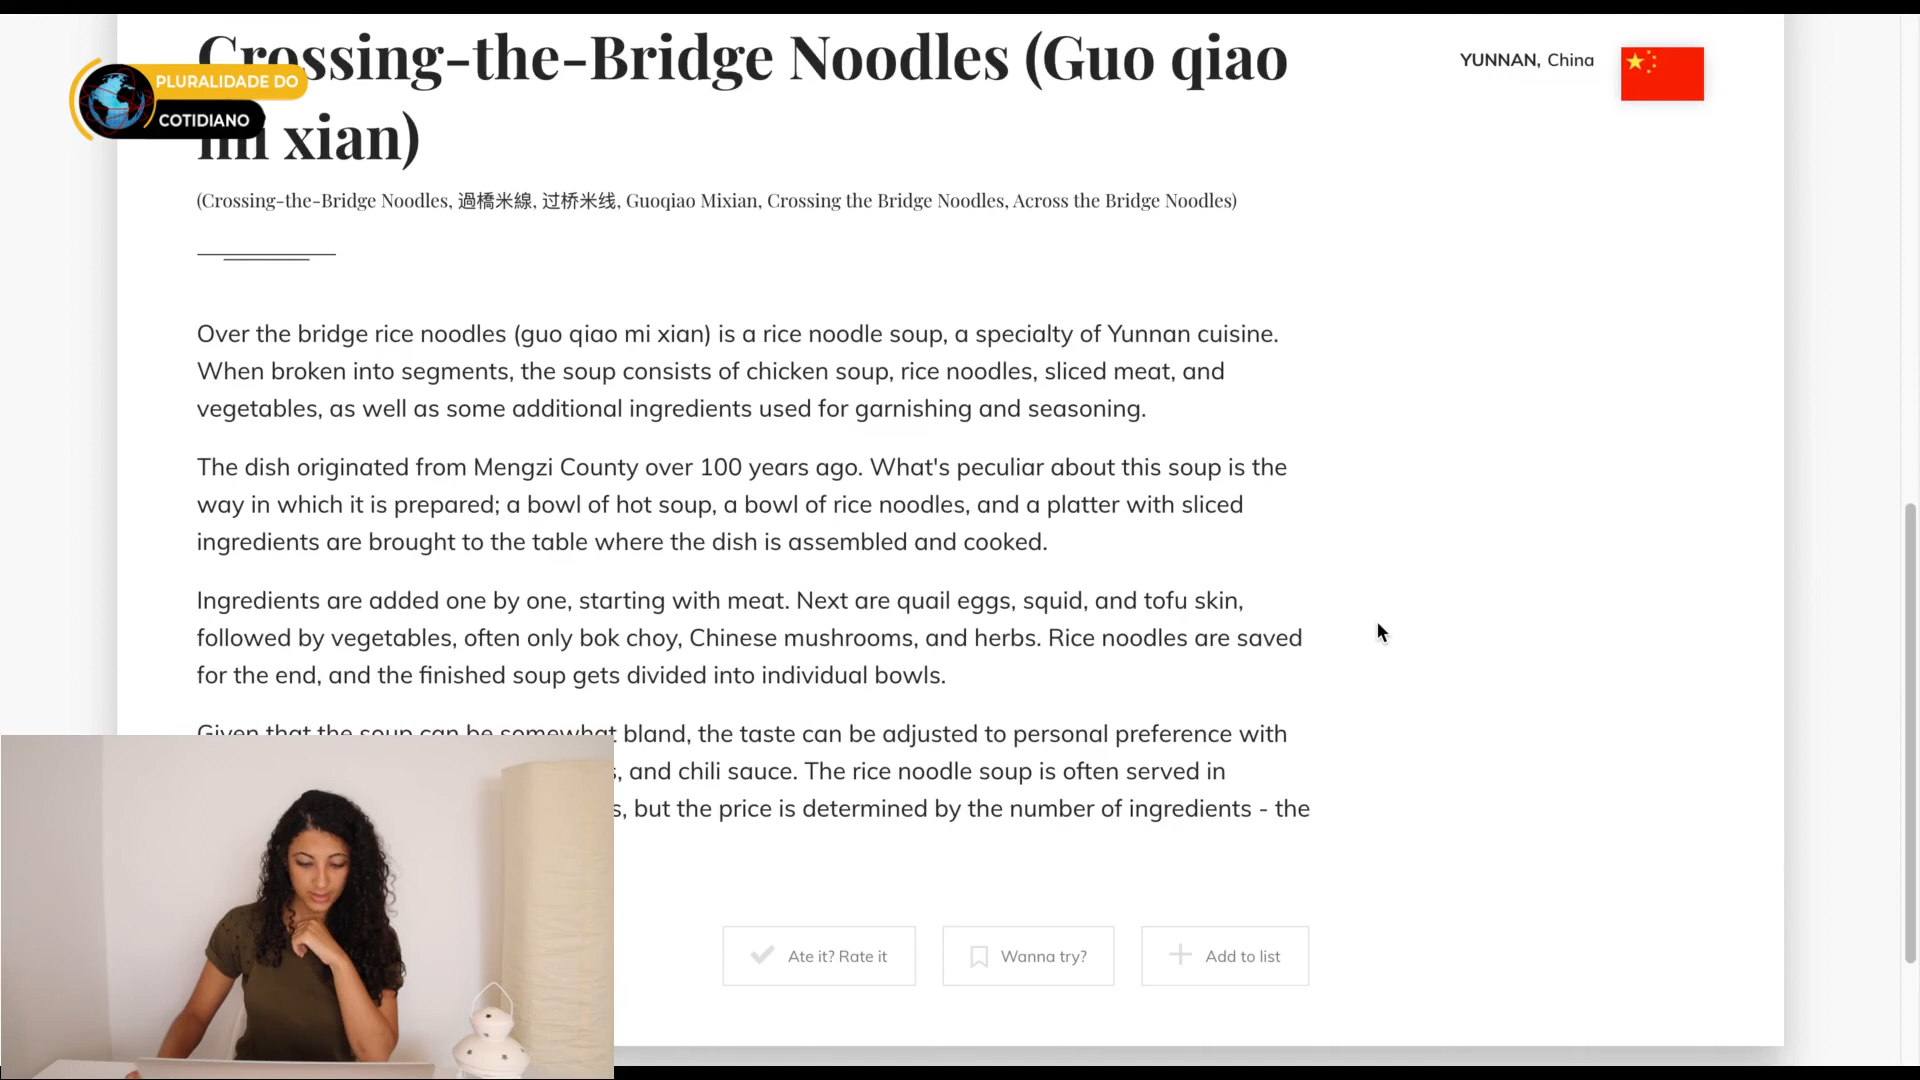 Crossing-the-Bridge Noodles (Guo qiao
mi xian)
YUNNAN, China
PLURALIDADE DO
COTIDIANO
(Crossing-the-Bridge Noodles, 過橋米線, 过桥米线, Guoqiao Mixian, Crossing the Bridge Noodles, Across the Bridge Noodles)
Over the bridge rice noodles (guo qiao mi xian) is a rice noodle soup, a specialty of Yunnan cuisine.
When broken into segments, the soup consists of chicken soup, rice noodles, sliced meat, and
vegetables, as well as some additional ingredients used for garnishing and seasoning.
The dish originated from Mengzi County over 100 years ago. What's peculiar about this soup is the
way in which it is prepared; a bowl of hot soup, a bowl of rice noodles, and a platter with sliced
ingredients are brought to the table where the dish is assembled and cooked.
Ingredients are added one by one, starting with meat. Next are quail eggs, squid, and tofu skin,
followed by vegetables, often only bok choy, Chinese mushrooms, and herbs. Rice noodles are saved
for the end, and the finished soup gets divided into individual bowls.
Given that the soup can be somewhat bland, the taste can be adjusted to personal preference with
, and chili sauce. The rice noodle soup is often served in
, but the price is determined by the number of ingredients - the
Ate it? Rate it
Wanna try?
Add to list